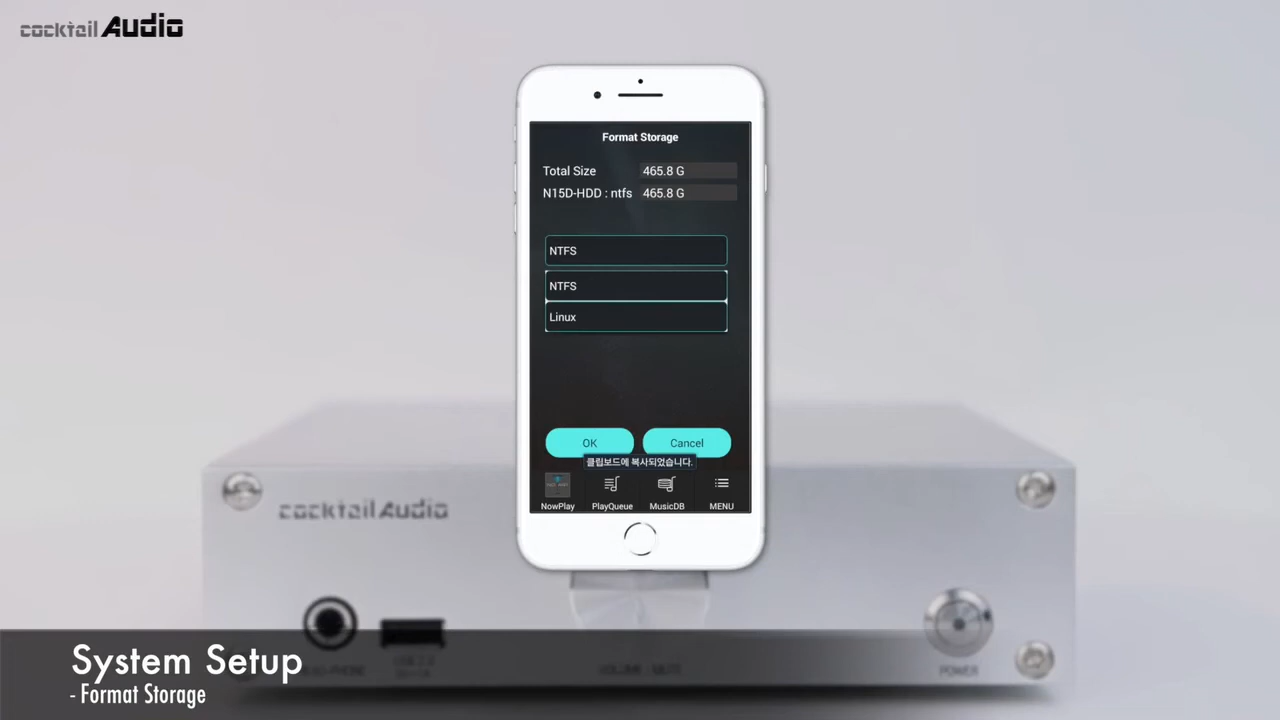 cocktail Audio
Format Storage
Total Size 465.8 G
N15D-HDD : ntfs 465.8 G
NTFS
NTFS
Linux
OK Cancel
클립보드에 복사되었습니다.
NowPlay PlayQueue MusicDB MENU
cocktail Audio
VOLUME / MUTE
POWER
System Setup
- Format Storage